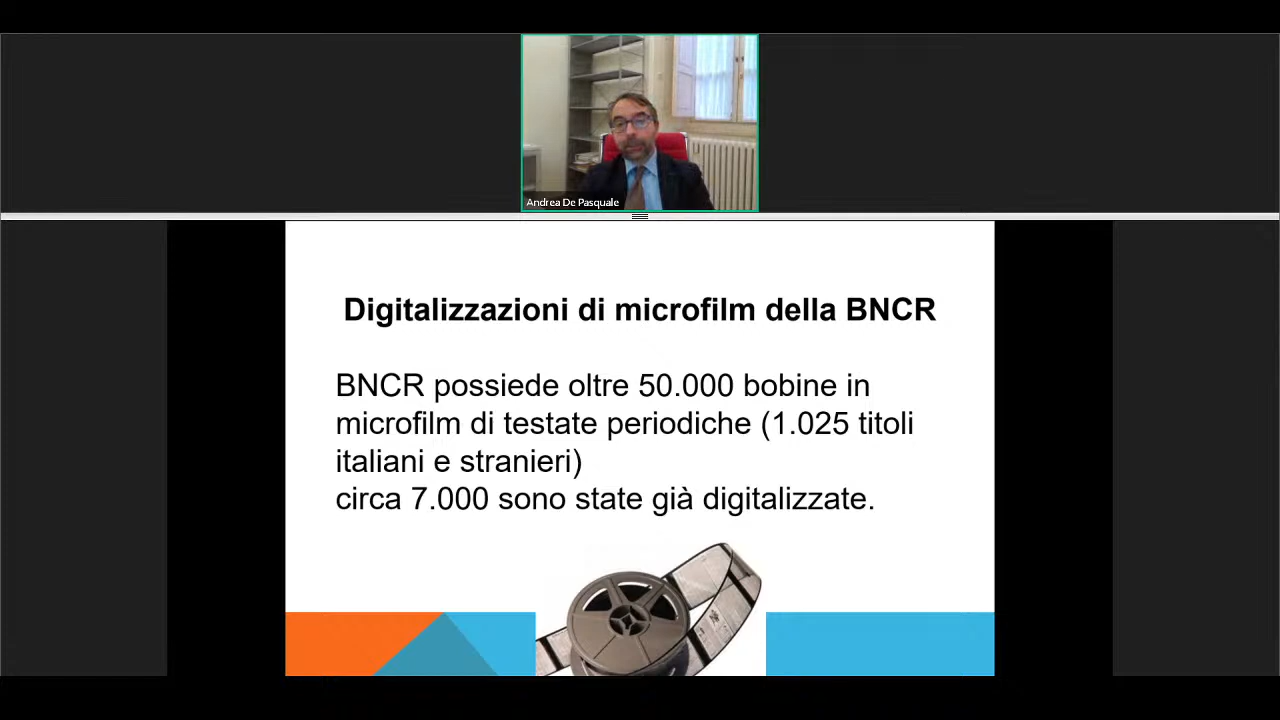 Andrea De Pasquale
Digitalizzazioni di microfilm della BNCR
BNCR possiede oltre 50.000 bobine in
microfilm di testate periodiche (1.025 titoli
italiani e stranieri)
circa 7.000 sono state già digitalizzate.